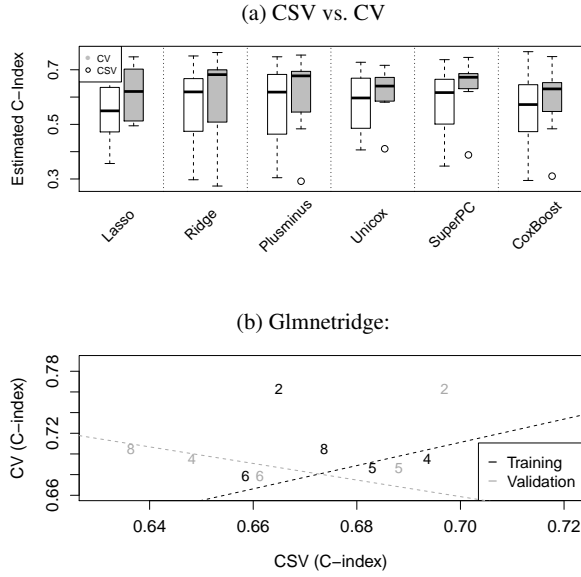 (a) CSV vs. CV
Estimated C−Index
0.3
0.5
0.7
CV
CSV
Lasso
Ridge
Plusminus
Unicox
SuperPC
CoxBoost
(b) Glmnetridge:
CV (C−index)
0.66
0.72
0.78
2
2
8
8
4
4
5
5
6
6
Training
Validation
0.64
0.66
0.68
0.70
0.72
CSV (C−index)